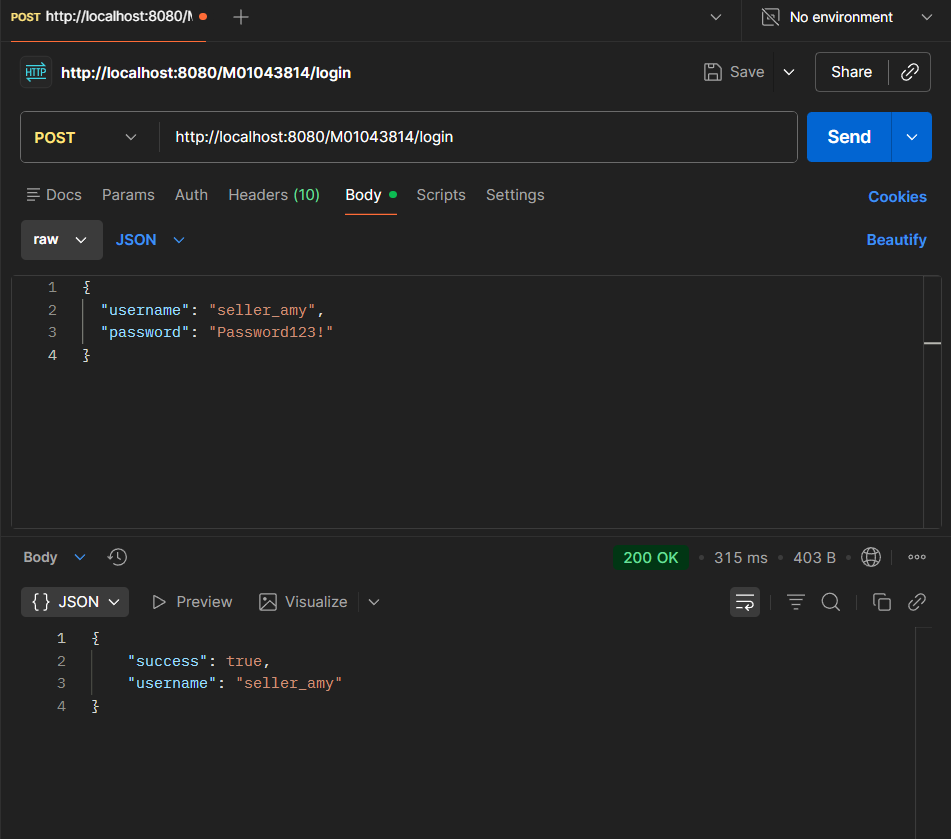 POST http://localhost:8080/M
No environment
HTTP http://localhost:8080/M01043814/login
Save
Share
POST http://localhost:8080/M01043814/login
Send
Docs Params Auth Headers (10) Body Scripts Settings Cookies
raw JSON Beautify
1 {
2 "username": "seller_amy",
3 "password": "Password123!"
4 }
Body 200 OK 315 ms 403 B
{} JSON Preview Visualize
1 {
2 "success": true,
3 "username": "seller_amy"
4 }